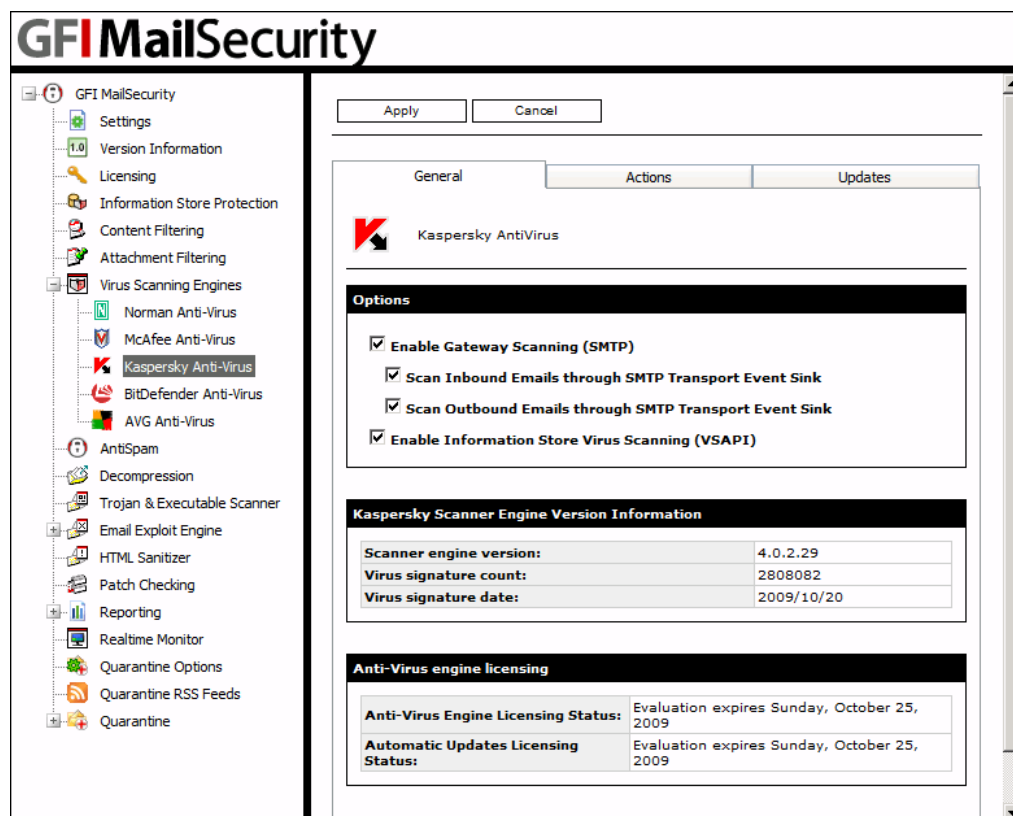 GFI MailSecurity
GFI MailSecurity
Settings
1.0
Version Information
Licensing
Information Store Protection
Content Filtering
Attachment Filtering
Virus Scanning Engines
N
Norman Anti-Virus
McAfee Anti-Virus
Kaspersky Anti-Virus
BitDefender Anti-Virus
AVG Anti-Virus
AntiSpam
Decompression
Trojan & Executable Scanner
Email Exploit Engine
HTML Sanitizer
Patch Checking
Reporting
Realtime Monitor
Quarantine Options
Quarantine RSS Feeds
Quarantine
Apply Cancel
General Actions Updates
Kaspersky AntiVirus
Options
Enable Gateway Scanning (SMTP)
Scan Inbound Emails through SMTP Transport Event Sink
Scan Outbound Emails through SMTP Transport Event Sink
Enable Information Store Virus Scanning (VSAPI)
Kaspersky Scanner Engine Version Information
Scanner engine version: 4.0.2.29
Virus signature count: 2808082
Virus signature date: 2009/10/20
Anti-Virus engine licensing
Anti-Virus Engine Licensing Status: Evaluation expires Sunday, October 25,
2009
Automatic Updates Licensing
Status:
Evaluation expires Sunday, October 25,
2009